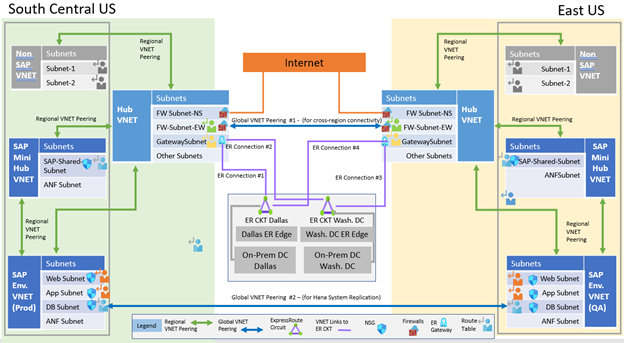 South Central US
East US
Regional
VNET
Peering
Non
SAP
VNET
Subnets
Subnet-1
Subnet-2
Regional VNET
Peering
Hub
VNET
Subnets
FW Subnet-NS
FW-Subnet-EW
GatewaySubnet
Other Subnets
SAP
Mini
Hub
VNET
Subnets
SAP-Shared-
Subnet
ANF Subnet
Regional
VNET
Peering
SAP
Env.
VNET
(Prod)
Subnets
Web Subnet
App Subnet
DB Subnet
ANF Subnet
Internet
Global VNET Peering #1 - (for cross-region connectivity)
ER Connection #2
ER Connection #4
ER Connection #1
ER Connection #3
ER CKT Dallas
ER CKT Wash. DC
Dallas ER Edge
Wash. DC ER Edge
On-Prem DC
Dallas
On-Prem DC
Wash. DC
Global VNET Peering #2 –(for Hana System Replication)
Regional
VNET
Peering
Subnets
Subnet-1
Subnet-2
Non
SAP
VNET
Regional VNET
Peering
Subnets
FW Subnet-NS
FW-Subnet-EW
GatewaySubnet
Other Subnets
Hub
VNET
Subnets
SAP-Shared-Subnet
ANFSubnet
SAP
Mini
Hub
VNET
Regional
VNET
Peering
Subnets
Web Subnet
App Subnet
DB Subnet
ANF Subnet
SAP
Env.
VNET
(QA)
Legend
Regional
VNET Peering
Global VNET
Peering
ExpressRoute
Circuit
VNET Links to
ER CKT
NSG
Firewalls
ER
Gateway
Route
Table